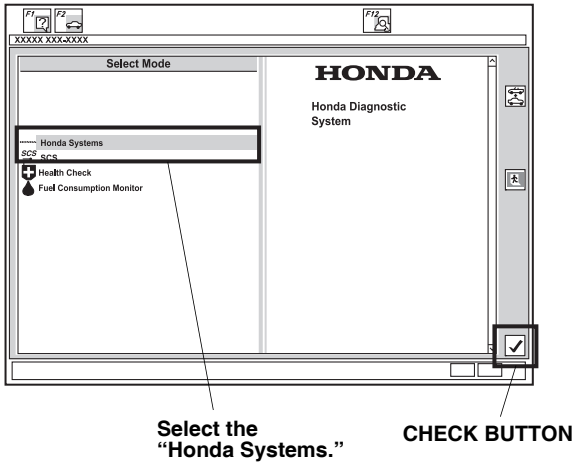 F1 F2 F12
XXXXX XXX-XXXX
Select Mode
HONDA
Honda Diagnostic
System
Honda Systems
SCS SCS
Health Check
Fuel Consumption Monitor
Select the
“Honda Systems.”
CHECK BUTTON